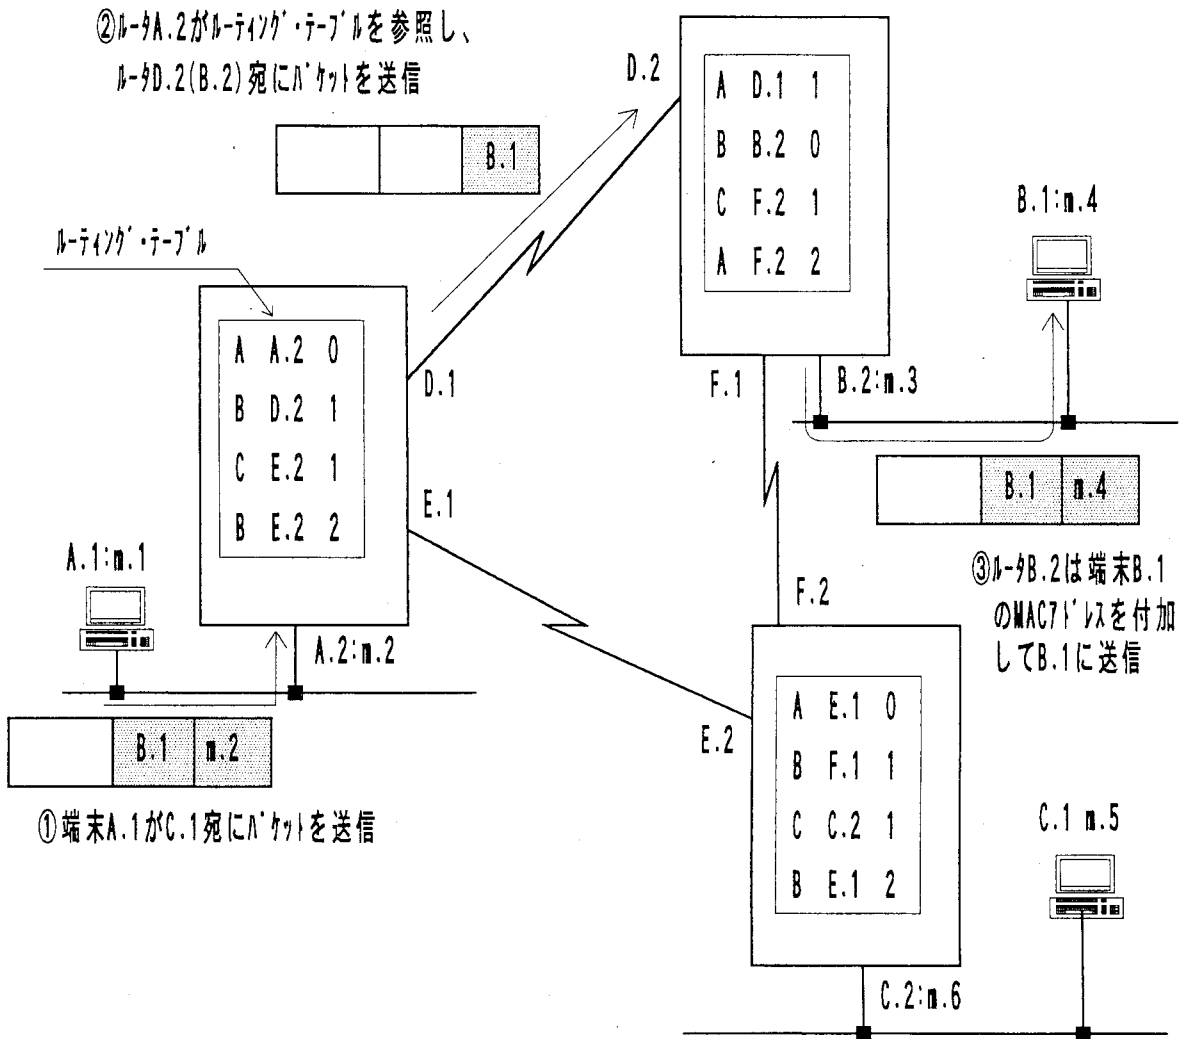 ②ルータA.2がルーティング・テーブルを参照し、
ルータD.2(B.2)宛にパケットを送信
B.1
ルーティング・テーブル
A A.2 0
B D.2 1
C E.2 1
B E.2 2
D.1
E.1
A.1:m.1
A.2:m.2
B.1 m.2
①端末A.1がC.1宛にパケットを送信
D.2
A D.1 1
B B.2 0
C F.2 1
A F.2 2
F.1
B.2:m.3
B.1:m.4
B.1 m.4
③ルータB.2は端末B.1
のMACアドレスを付加
してB.1に送信
F.2
E.2
A E.1 0
B F.1 1
C C.2 1
B E.1 2
C.1 m.5
C.2:m.6